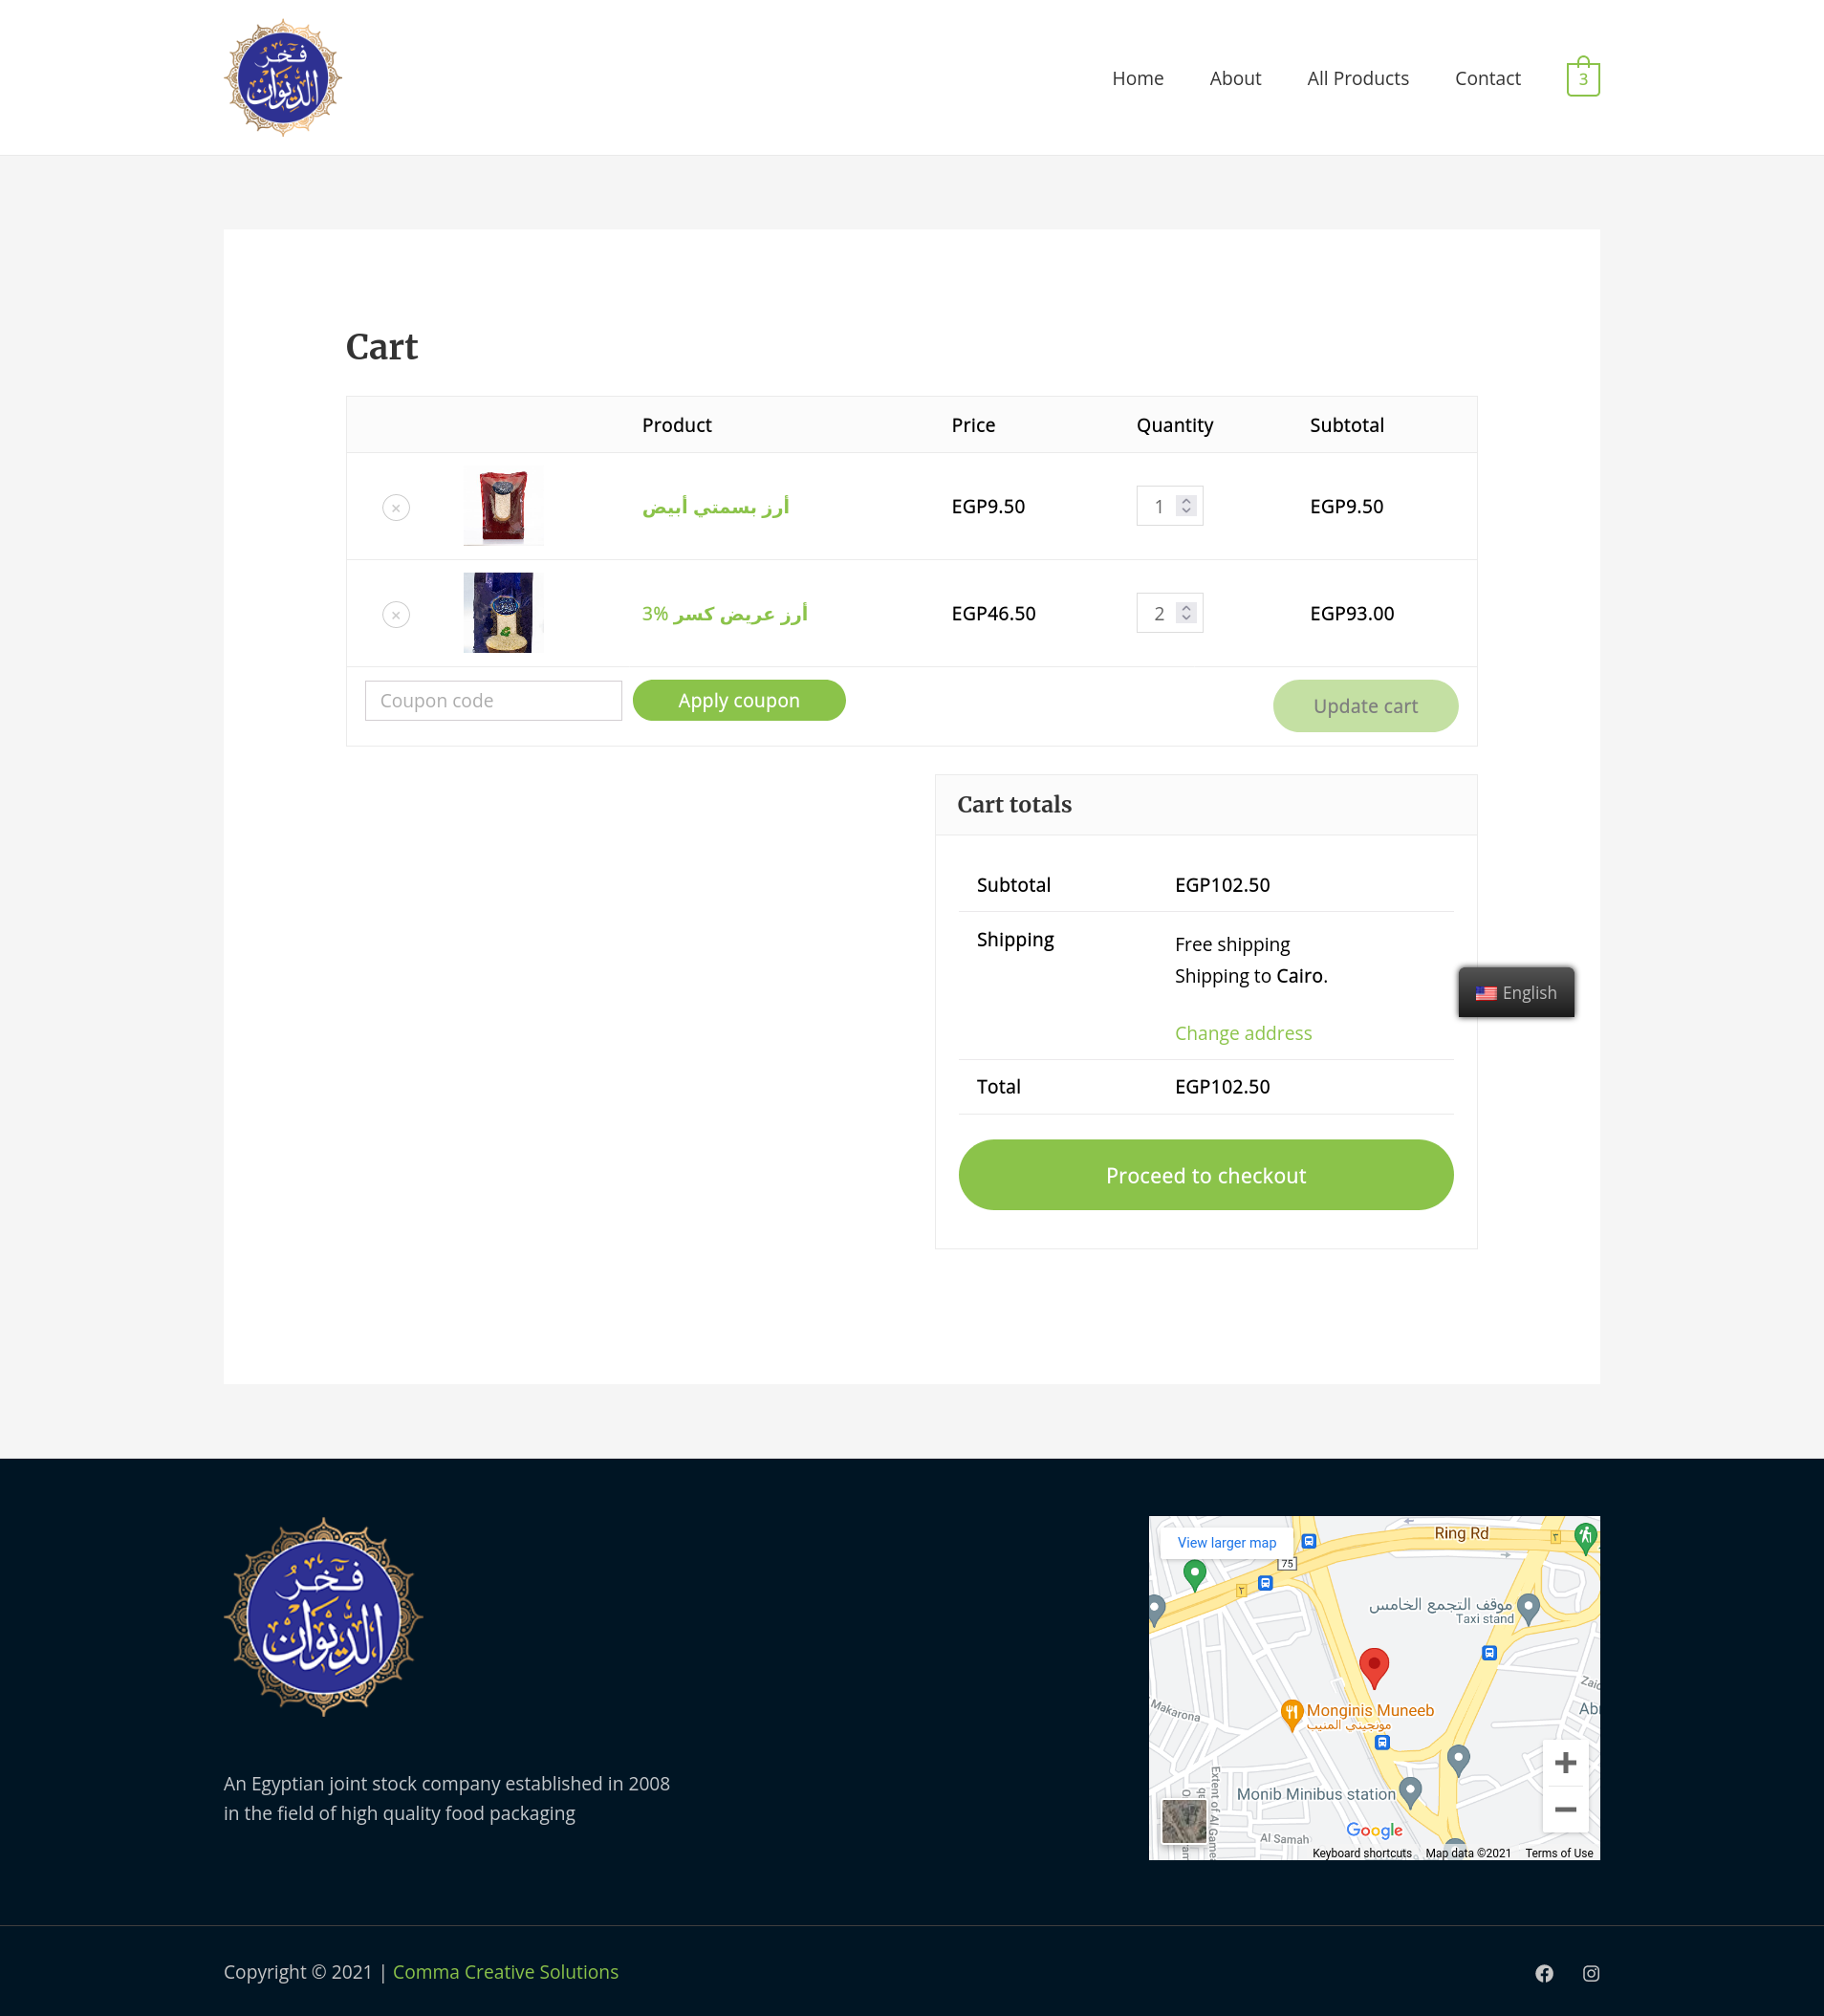 فخر
الديوان
Home About All Products Contact 3
Cart
Product Price Quantity Subtotal
× أرز بسمتي أبيض EGP9.50 1 EGP9.50
× أرز عريض كسر 3% EGP46.50 2 EGP93.00
Coupon code Apply coupon Update cart
Cart totals
Subtotal EGP102.50
Shipping Free shipping
Shipping to Cairo.
English
Change address
Total EGP102.50
Proceed to checkout
فخر
الديوان
An Egyptian joint stock company established in 2008
in the field of high quality food packaging
View larger map
Ring Rd
75
٢
٢
موقف التجمع الخامس
Taxi stand
Monginis Muneeb
مونجيني المنيب
Makarona
Monib Minibus station
Extent of Al
Al Samah
Google
Keyboard shortcuts Map data ©2021 Terms of Use
Copyright © 2021 | Comma Creative Solutions